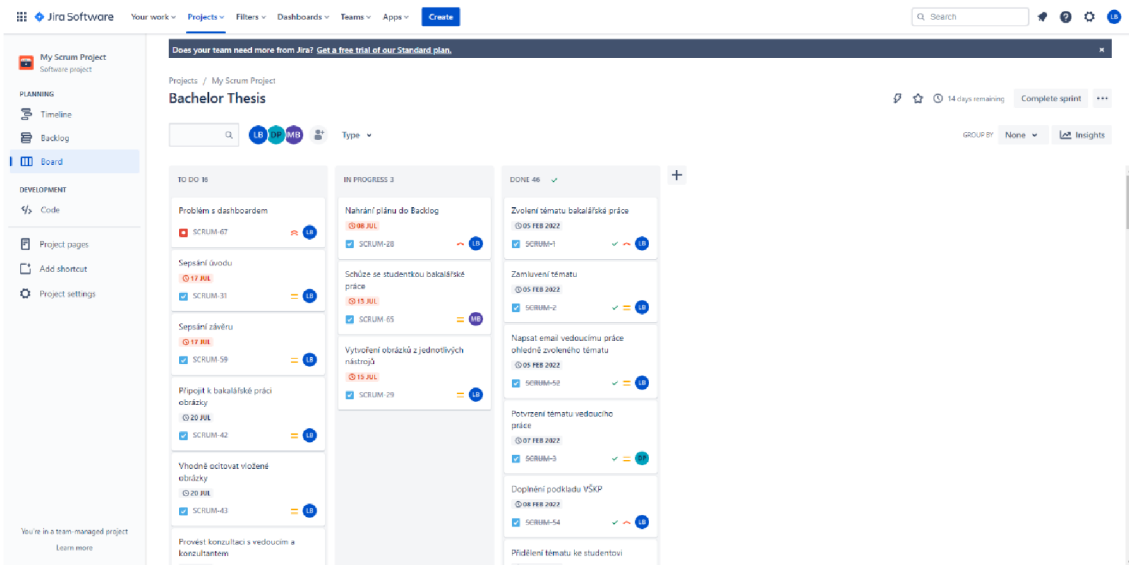 Jira Software Your work Projects Filters Dashboards Teams Apps Create Search LB
My Scrum Project
Software project
PLANNING
Timeline
Backlog
Board
DEVELOPMENT
Code
Project pages
Add shortcut
Project settings
You're in a team-managed project
Learn more
Does your team need more from Jira? Get a free trial of our Standard plan.
Projects / My Scrum Project
Bachelor Thesis
14 days remaining Complete sprint
LB DP MB Type
GROUP BY None Insights
TO DO 16
Problém s dashboardem
SCRUM-67 LB
Sepsání úvodu
17 JUL
SCRUM-31 LB
Sepsání závěru
17 JUL
SCRUM-59 LB
Připojit k bakalářské práci
obrázky
20 JUL
SCRUM-42 LB
Vhodně ocitovat vložené
obrázky
20 JUL
SCRUM-43 LB
Provést konzultaci s vedoucím a
konzultantem
IN PROGRESS 3
Nahrání plánu do Backlog
08 JUL
SCRUM-28 LB
Schůze se studentkou bakalářské
práce
15 JUL
SCRUM-65 MB
Vytvoření obrázků z jednotlivých
nástrojů
15 JUL
SCRUM-29 LB
DONE 46
Zvolení tématu bakalářské práce
05 FEB 2022
SCRUM-1 LB
Zamluvení tématu
05 FEB 2022
SCRUM-2 LB
Napsat email vedoucímu práce
ohledně zvoleného tématu
05 FEB 2022
SCRUM-52 LB
Potvrzení tématu vedoucího
práce
07 FEB 2022
SCRUM-3 DP
Doplnění podkladu VŠKP
08 FEB 2022
SCRUM-54 LB
Přidělení tématu ke studentovi